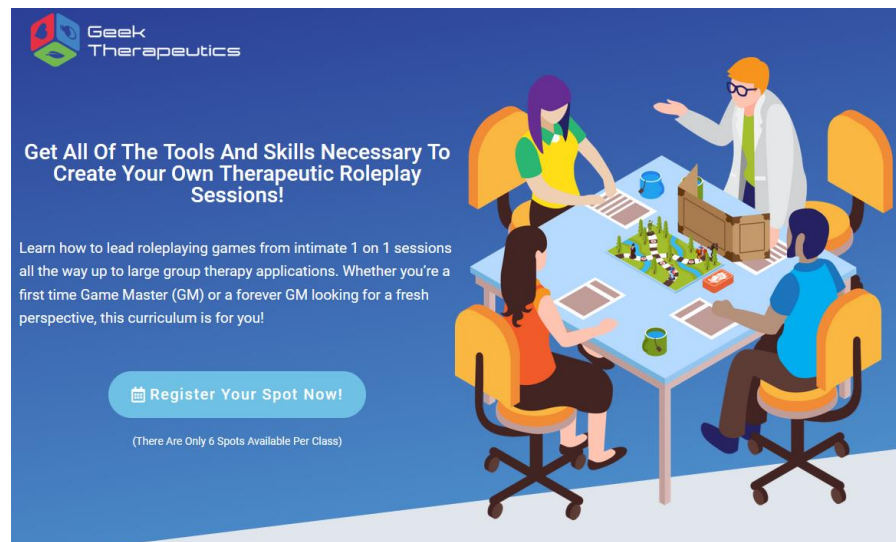 Geek
Therapeutics
Get All Of The Tools And Skills Necessary To
Create Your Own Therapeutic Roleplay
Sessions!
Learn how to lead roleplaying games from intimate 1 on 1 sessions
all the way up to large group therapy applications. Whether you're a
first time Game Master (GM) or a forever GM looking for a fresh
perspective, this curriculum is for you!
Register Your Spot Now!
(There Are Only 6 Spots Available Per Class)